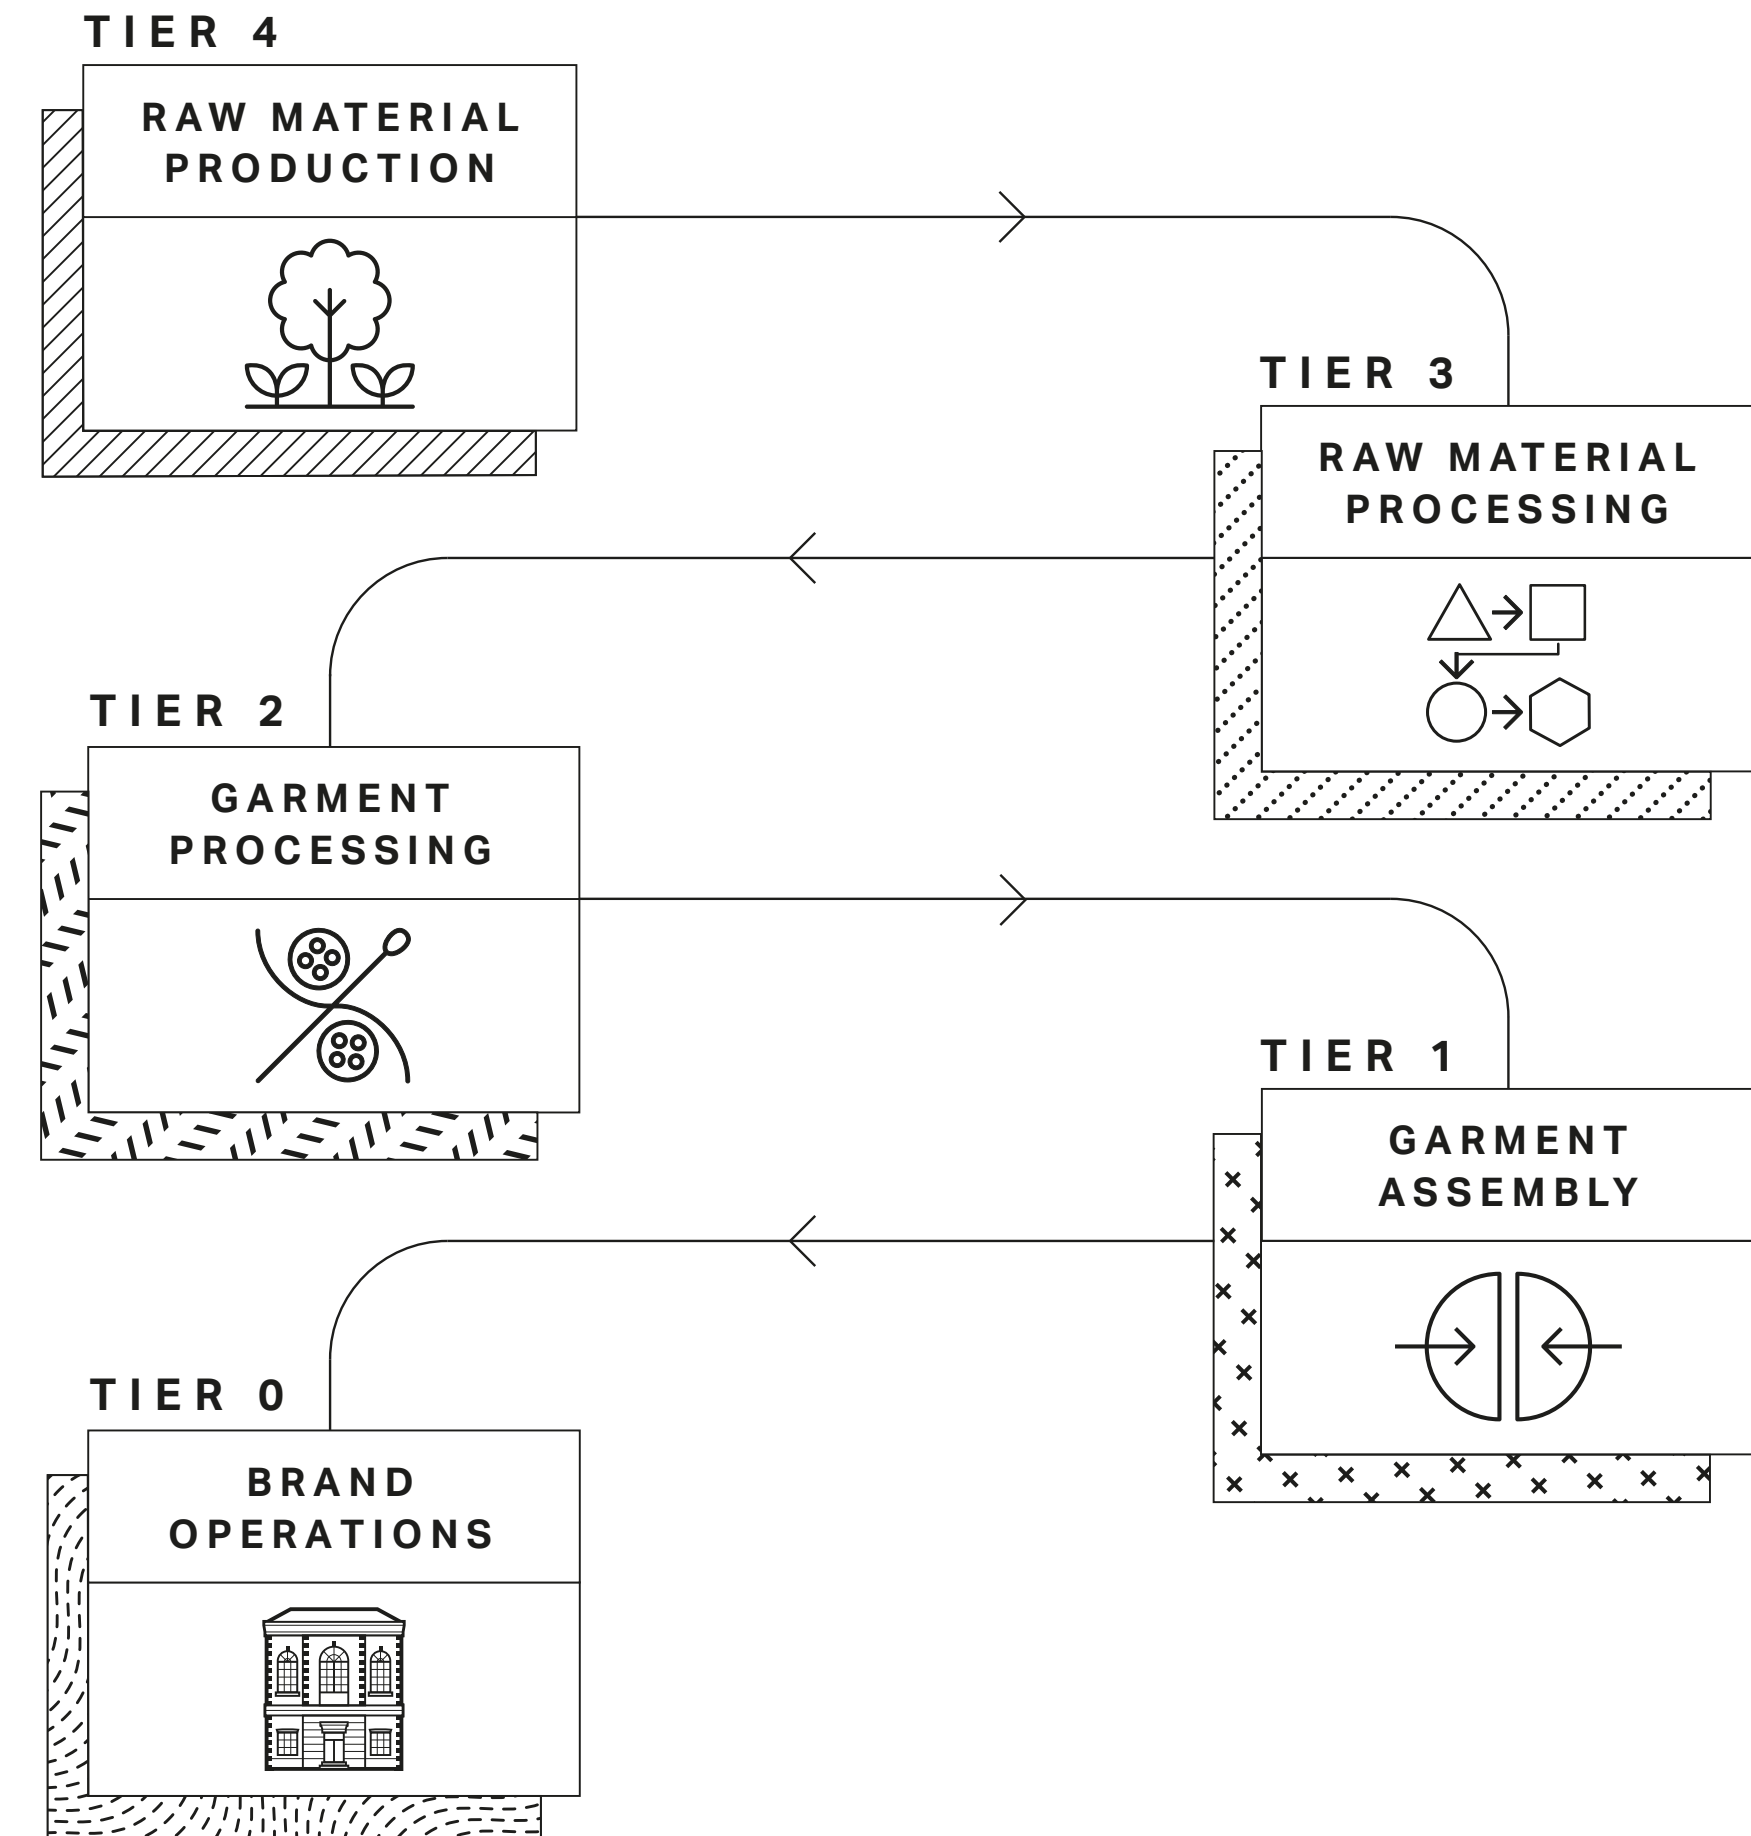 TIER 4
RAW MATERIAL
PRODUCTION
TIER 3
RAW MATERIAL
PROCESSING
TIER 2
GARMENT
PROCESSING
TIER 1
GARMENT
ASSEMBLY
TIER 0
BRAND
OPERATIONS